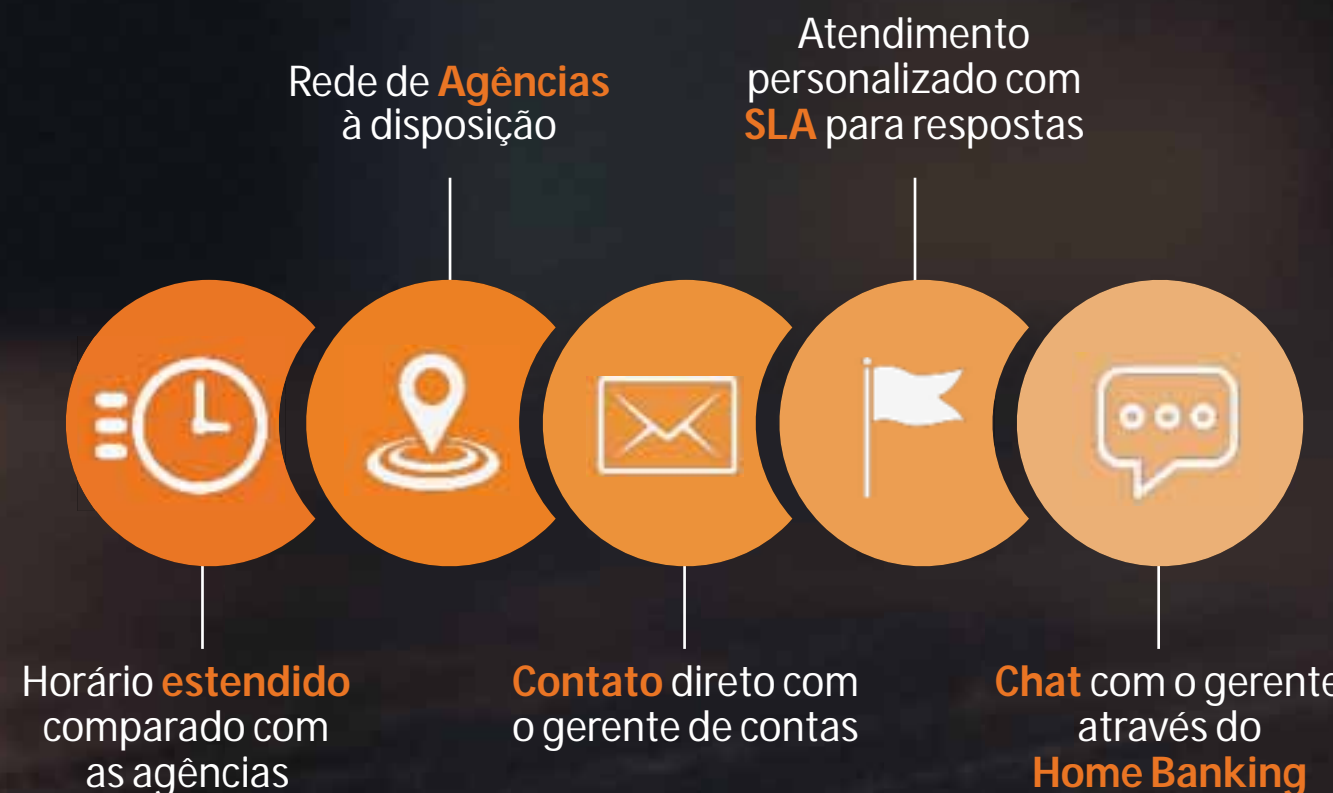 Rede de Agências
à disposição
Atendimento
personalizado com
SLA para respostas
Horário estendido
comparado com
as agências
Contato direto com
o gerente de contas
Chat com o gerente
através do
Home Banking